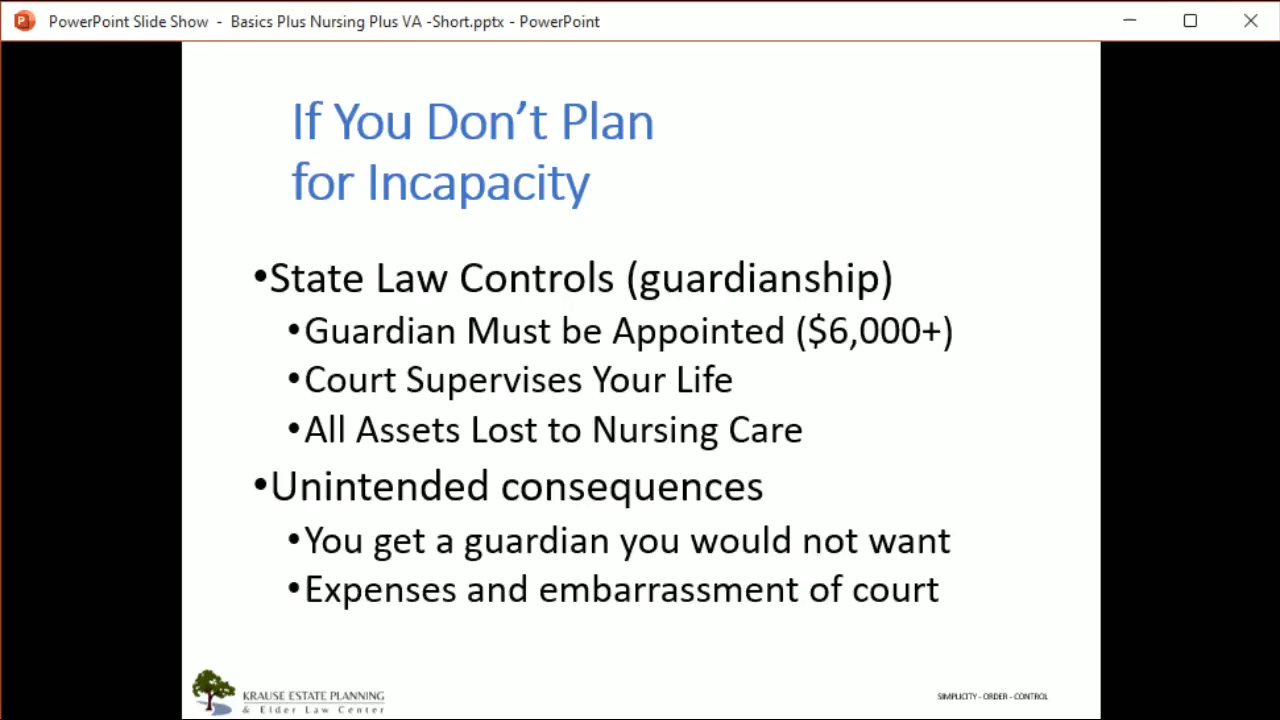 PowerPoint Slide Show - Basics Plus Nursing Plus VA -Short.pptx - PowerPoint
If You Don't Plan
for Incapacity
•State Law Controls (guardianship)
•Guardian Must be Appointed ($6,000+)
•Court Supervises Your Life
•All Assets Lost to Nursing Care
•Unintended consequences
•You get a guardian you would not want
•Expenses and embarrassment of court
KRAUSE ESTATE PLANNING
& Elder Law Center
SIMPLICITY - ORDER - CONTROL